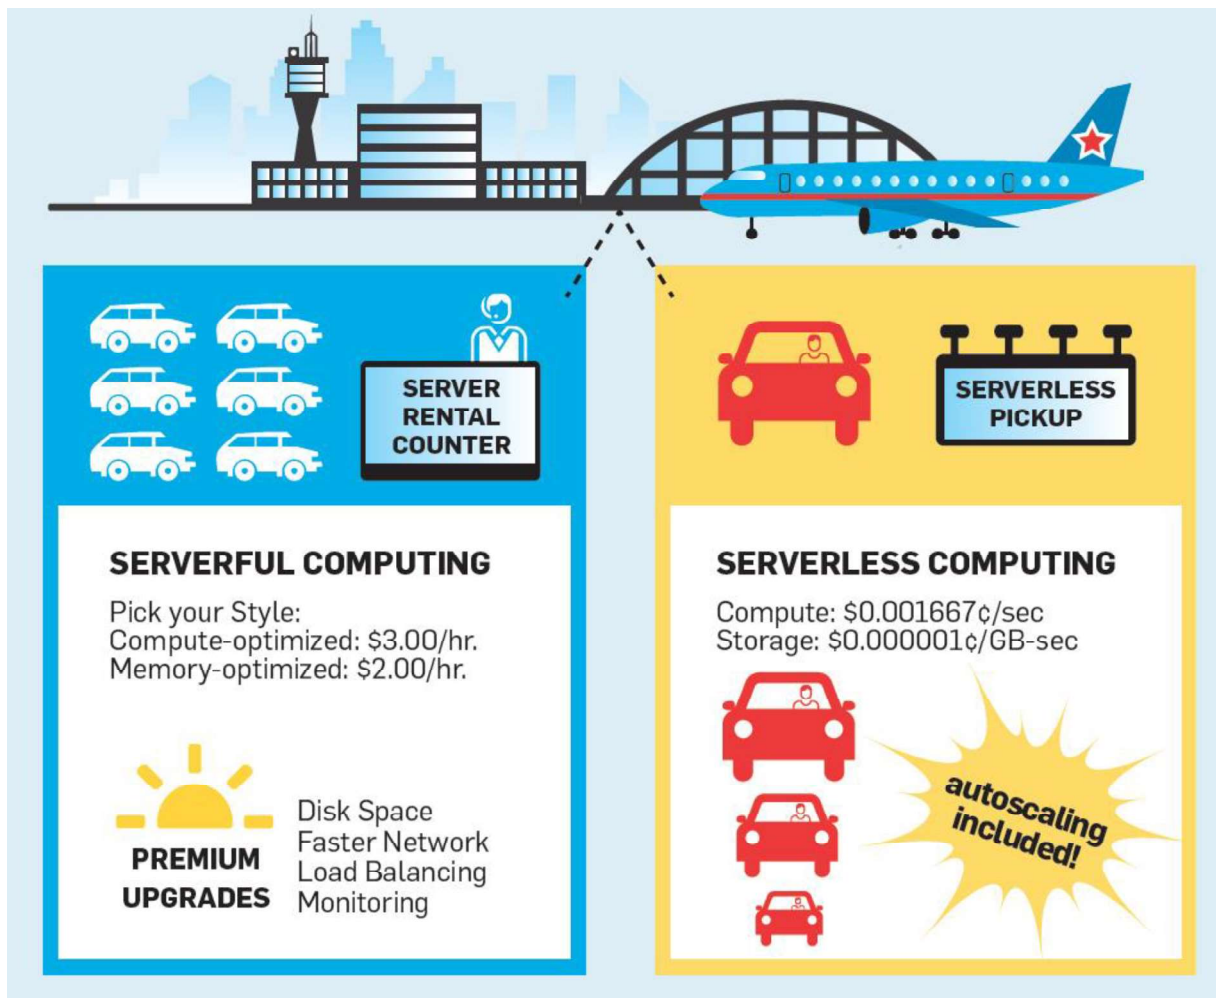 SERVER
RENTAL
COUNTER
SERVERLESS
PICKUP
SERVERFUL COMPUTING
Pick your Style:
Compute-optimized: $3.00/hr.
Memory-optimized: $2.00/hr.
PREMIUM
UPGRADES
Disk Space
Faster Network
Load Balancing
Monitoring
SERVERLESS COMPUTING
Compute: $0.001667¢/sec
Storage: $0.000001¢/GB-sec
autoscaling
included!